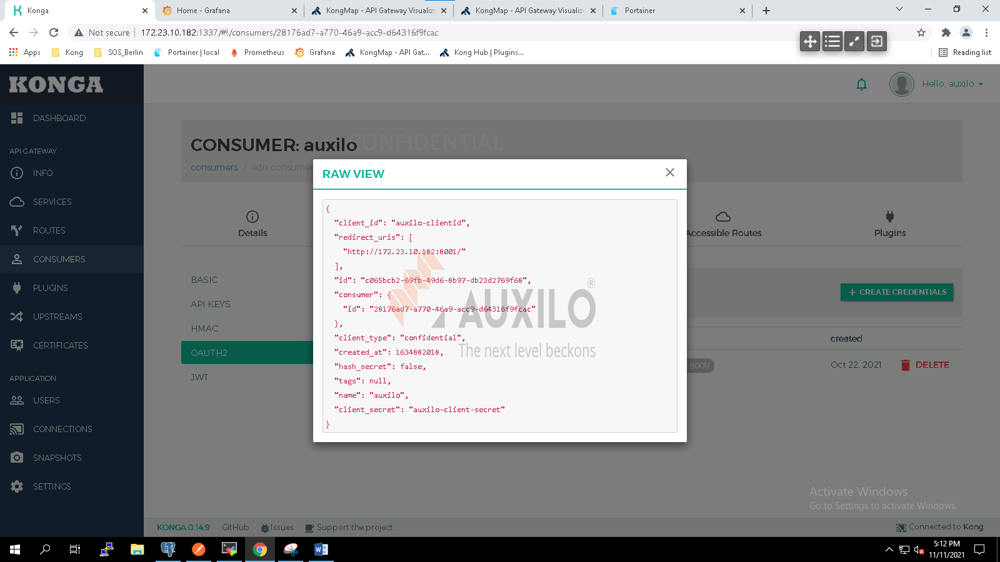 Konga
Home - Grafana
KongMap - API Gateway Visualize
KongMap - API Gateway Visualize
Portainer
Not secure
172.23.10.182:1337/#!/consumers/28176ad7-a770-46a9-acc9-d64316f9fcac
Apps
Kong
SOS_Berlin
Portainer | local
Prometheus
Grafana
KongMap - API Gat...
Kong Hub | Plugins...
Reading list
KONGA
Hello, auxilo
DASHBOARD
API GATEWAY
INFO
SERVICES
ROUTES
CONSUMERS
PLUGINS
UPSTREAMS
CERTIFICATES
APPLICATION
USERS
CONNECTIONS
SNAPSHOTS
SETTINGS
CONSUMER: auxilo
CONFIDENTIAL
consumers / edit consumer
Details
Accessible Routes
Plugins
BASIC
API KEYS
HMAC
OAUTH2
JWT
+ CREATE CREDENTIALS
created
:8001/
Oct 22, 2021
DELETE
RAW VIEW
{
"client_id": "auxilo-clientid",
"redirect_uris": [
"http://172.23.10.182:8001/"
],
"id": "c065bcb2-69fb-49d6-8b97-db23d2769f68",
"consumer": {
"id": "28176ad7-a770-46a9-acc9-d64316f9fcac"
},
"client_type": "confidential",
"created_at": 1634882018,
"hash_secret": false,
"tags": null,
"name": "auxilo",
"client_secret": "auxilo-client-secret"
}
AUXILO®
The next level beckons
Activate Windows
Go to Settings to activate Windows.
KONGA 0.14.9
GitHub
Issues
Support the project
Connected to Kong
5:12 PM
11/11/2021